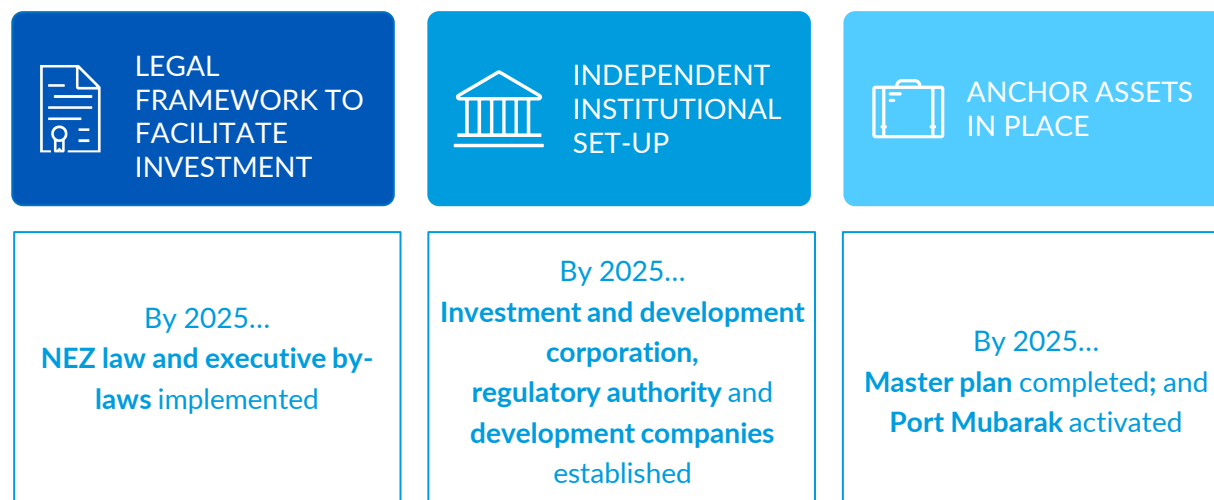 LEGAL
FRAMEWORK TO
FACILITATE
INVESTMENT
INDEPENDENT
INSTITUTIONAL
SET-UP
ANCHOR ASSETS
IN PLACE
By 2025...
NEZ law and executive by-
laws implemented
By 2025...
Investment and development
corporation,
regulatory authority and
development companies
established
By 2025...
Master plan completed; and
Port Mubarak activated